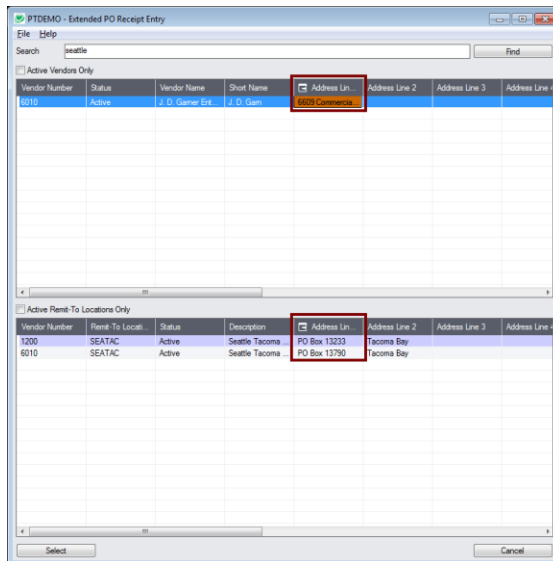 PTDEMO - Extended PO Receipt Entry
File Help
Search seattle Find
Active Vendors Only
Vendor Number Status Vendor Name Short Name Address Lin... Address Line 2 Address Line 3 Address Line 4
6010 Active J. D. Gamer Ent... J. D. Gam 6609 Commercia...
Active Remit-To Locations Only
Vendor Number Remit-To Locati... Status Description Address Lin... Address Line 2 Address Line 3 Address Line 4
1200 SEATAC Active Seattle Tacoma ... PO Box 13233 Tacoma Bay
6010 SEATAC Active Seattle Tacoma ... PO Box 13790 Tacoma Bay
Select Cancel